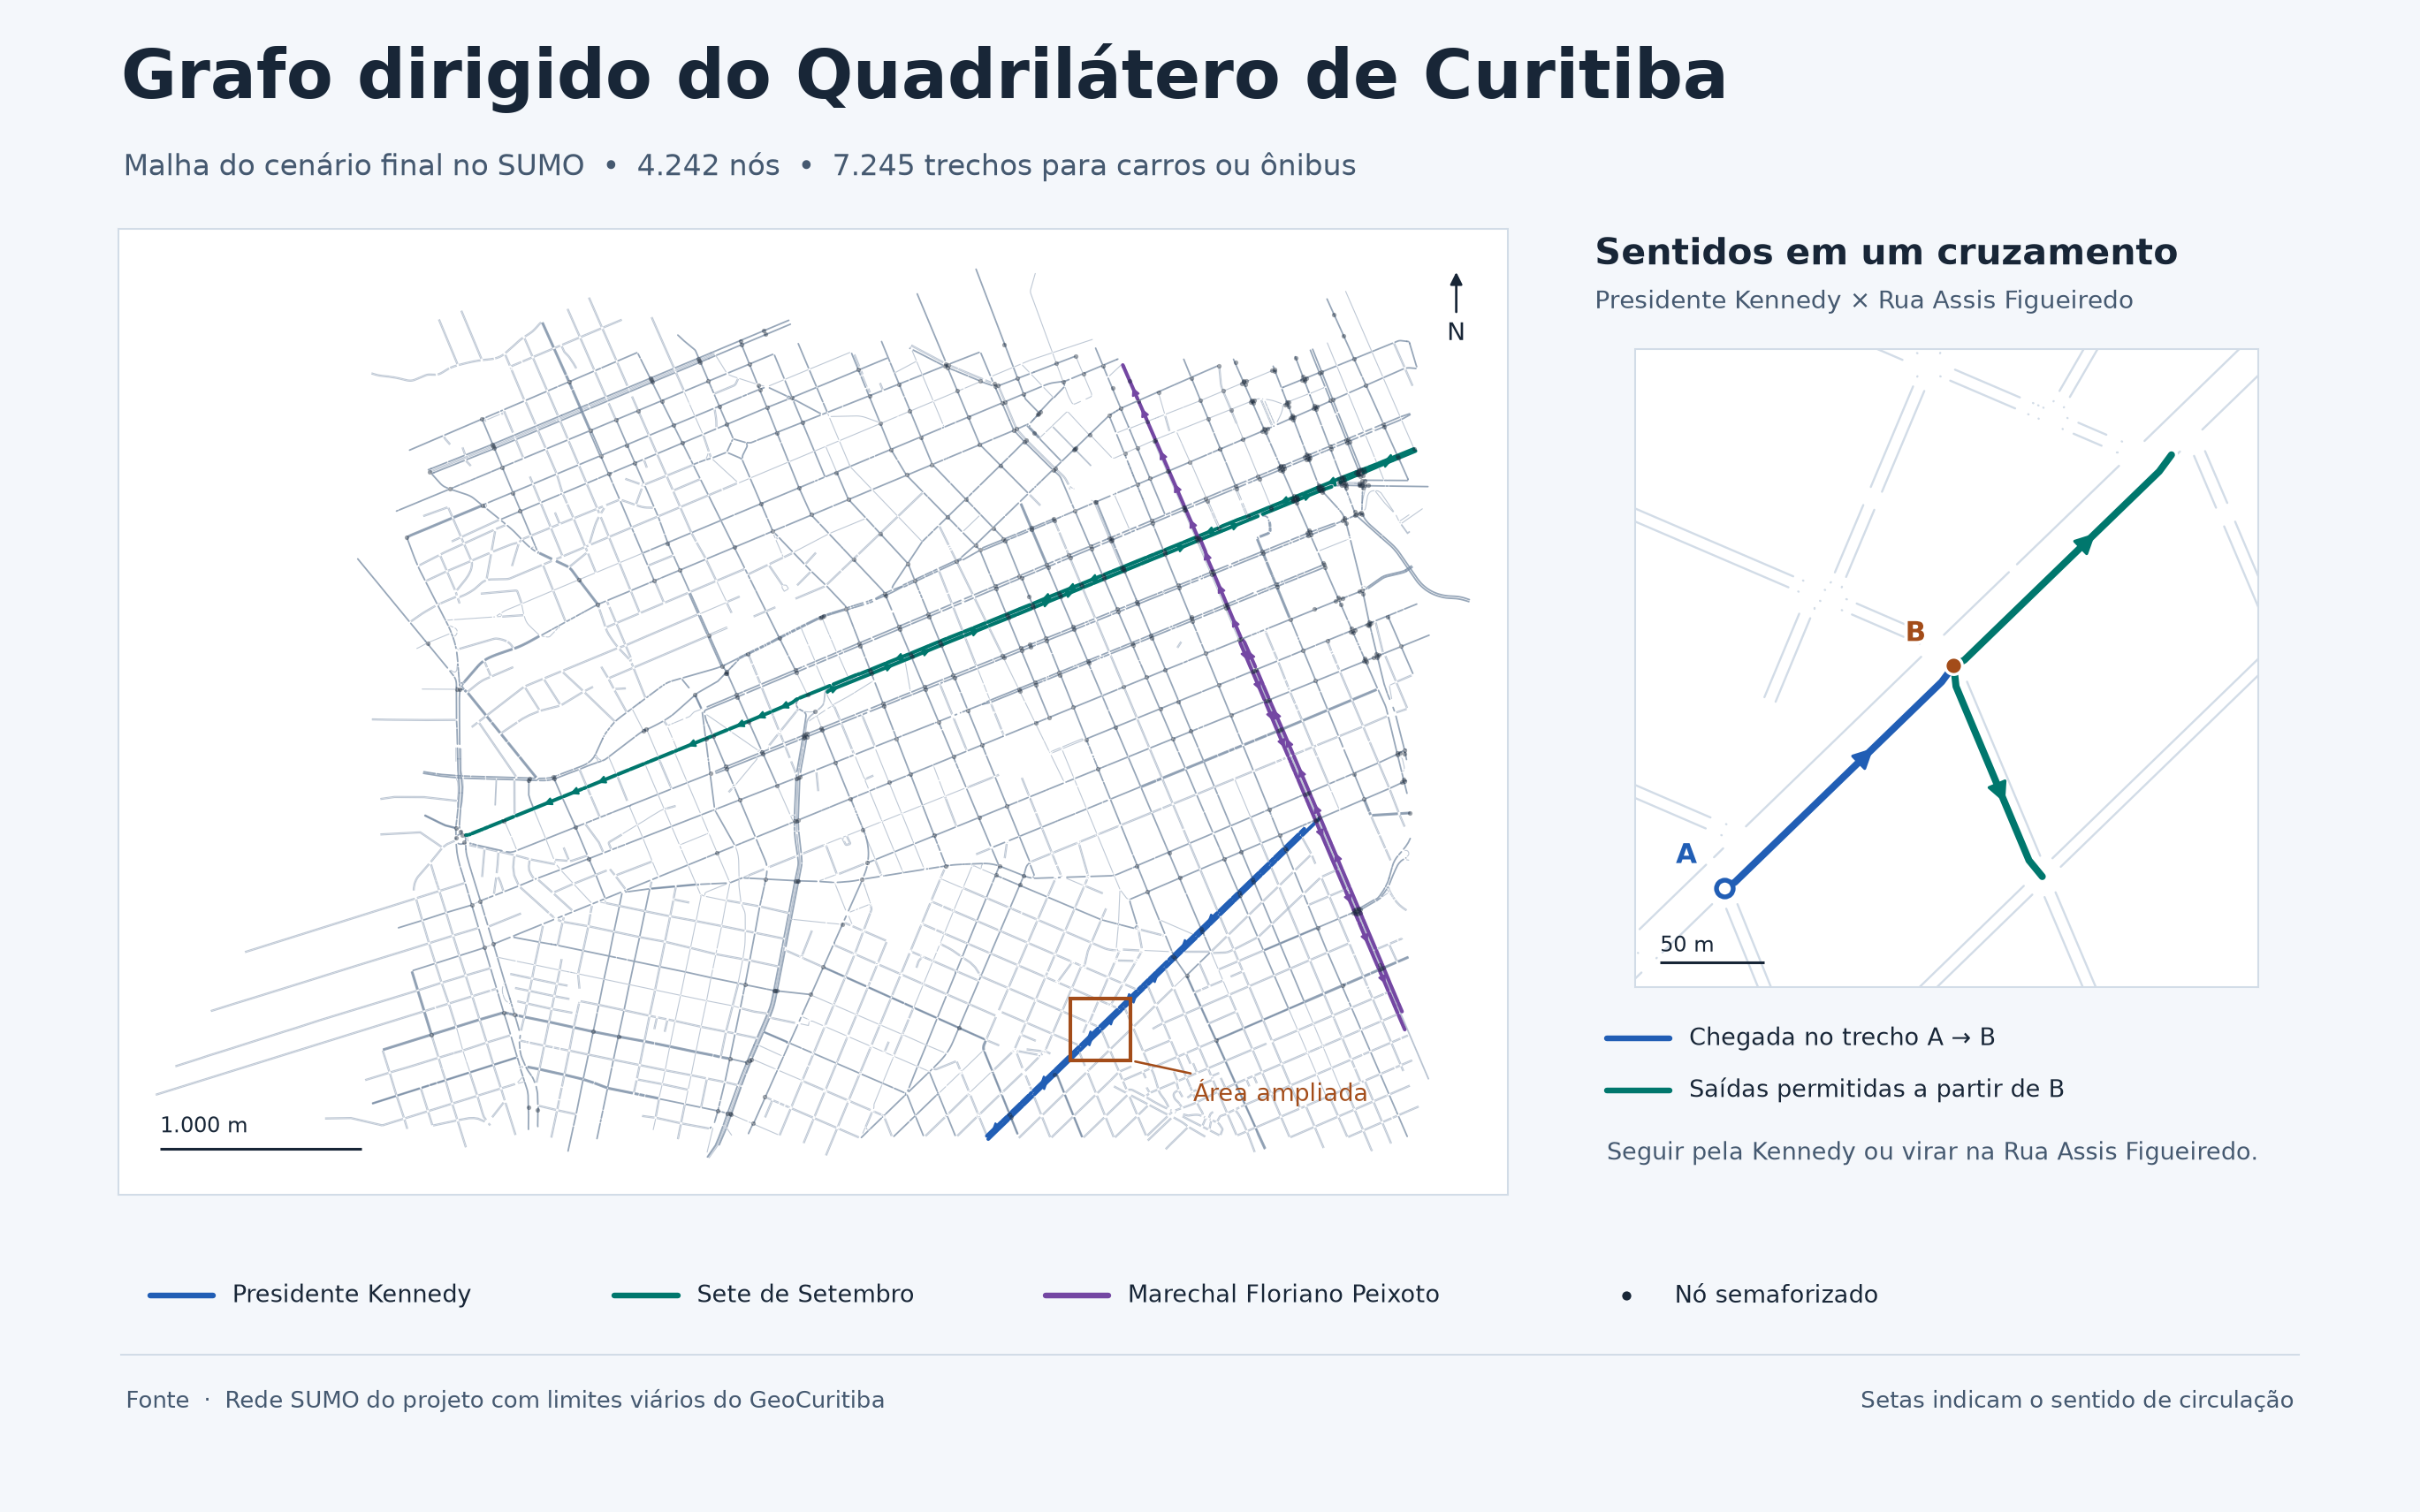 Grafo dirigido do Quadrilátero de Curitiba
Malha do cenário final no SUMO • 4.242 nós • 7.245 trechos para carros ou ônibus
N
Área ampliada
1.000 m
Sentidos em um cruzamento
Presidente Kennedy × Rua Assis Figueiredo
B
A
50 m
Chegada no trecho A → B
Saídas permitidas a partir de B
Seguir pela Kennedy ou virar na Rua Assis Figueiredo.
Presidente Kennedy
Sete de Setembro
Marechal Floriano Peixoto
Nó semaforizado
Fonte · Rede SUMO do projeto com limites viários do GeoCuritiba
Setas indicam o sentido de circulação